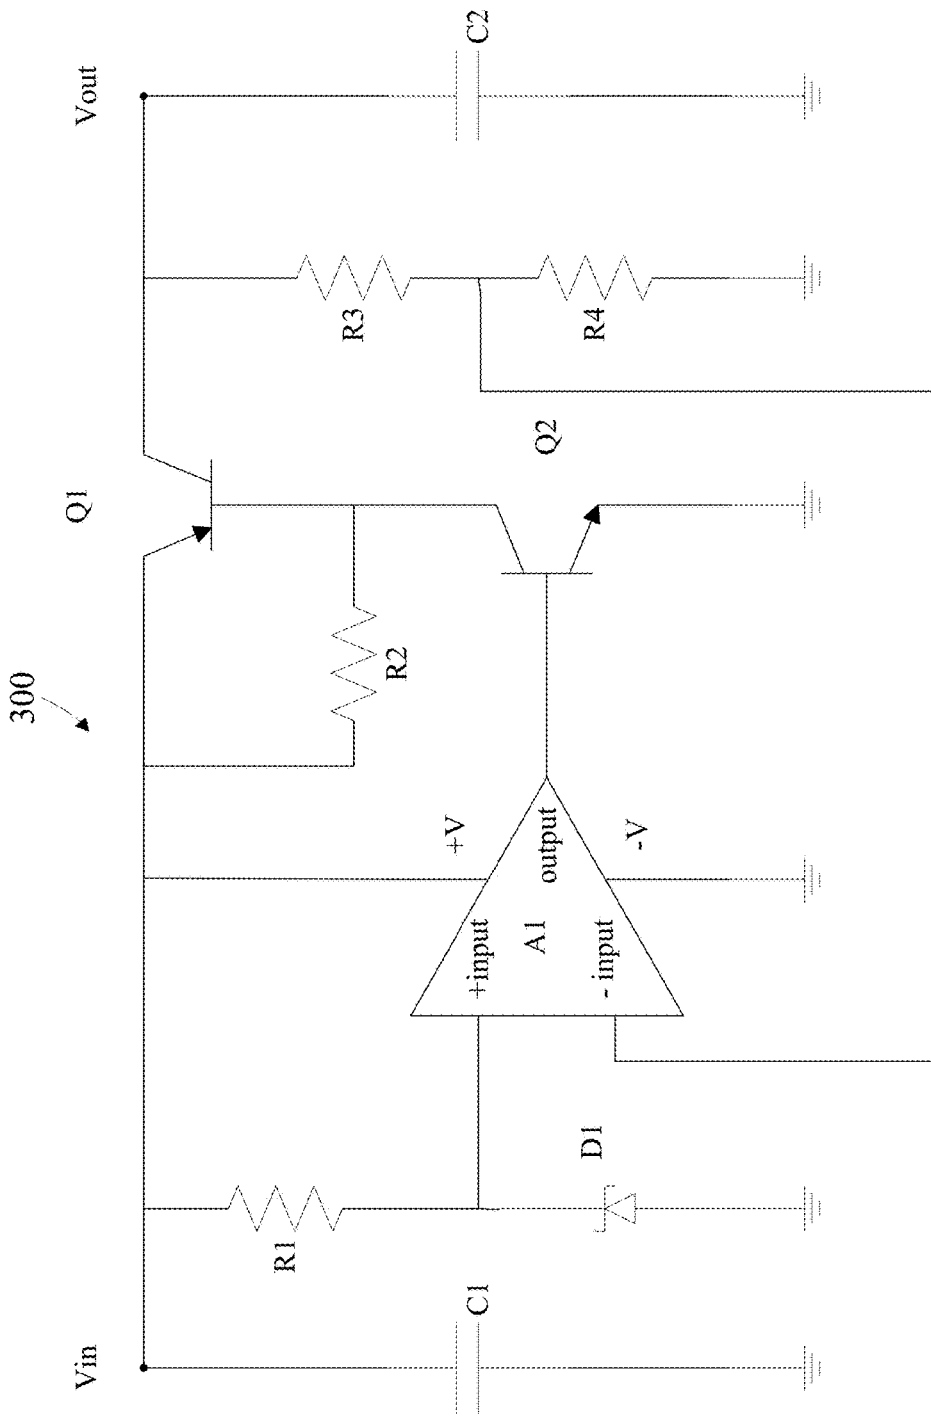 300
Vin
Q1
Vout
C1
R1
D1
+input
A1
- input
output
+V
-V
R2
Q2
R3
R4
C2